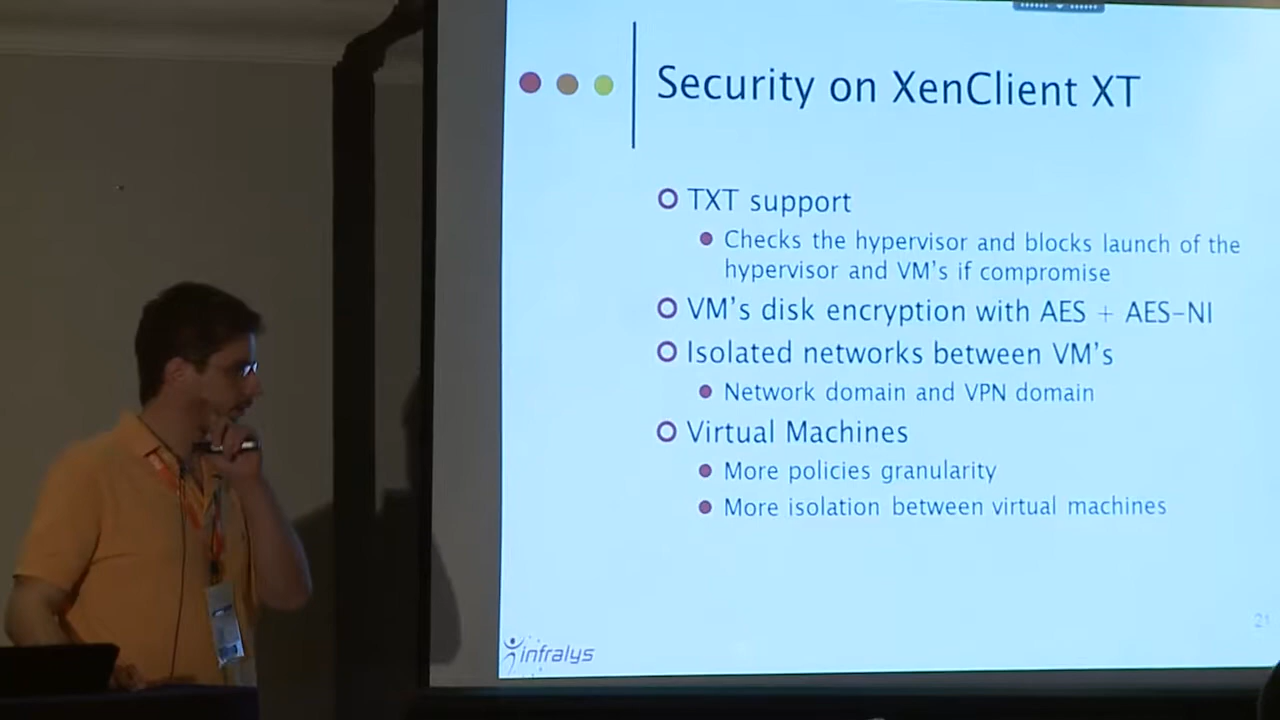 Security on XenClient XT
TXT support
Checks the hypervisor and blocks launch of the
hypervisor and VM's if compromise
VM's disk encryption with AES + AES-NI
Isolated networks between VM's
Network domain and VPN domain
Virtual Machines
More policies granularity
More isolation between virtual machines
21
infralys